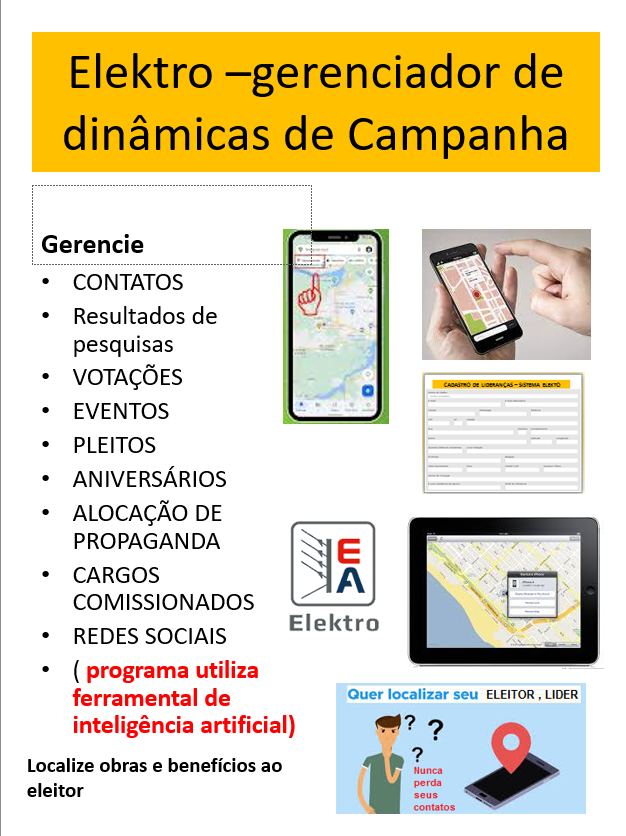 Elektro –gerenciador de
dinâmicas de Campanha
Gerencie
• CONTATOS
• Resultados de
pesquisas
• VOTAÇÕES
• EVENTOS
• PLEITOS
• ANIVERSÁRIOS
• ALOCAÇÃO DE
PROPAGANDA
• CARGOS
COMISSIONADOS
• REDES SOCIAIS
• ( programa utiliza
ferramental de
inteligência artificial)
Localize obras e benefícios ao
eleitor
CADASTRO DE LIDERANÇAS – SISTEMA ELEKTO
EA
Elektro
Quer localizar seu ELEITOR , LIDER
? ? ?
Nunca
perda
seus
contatos